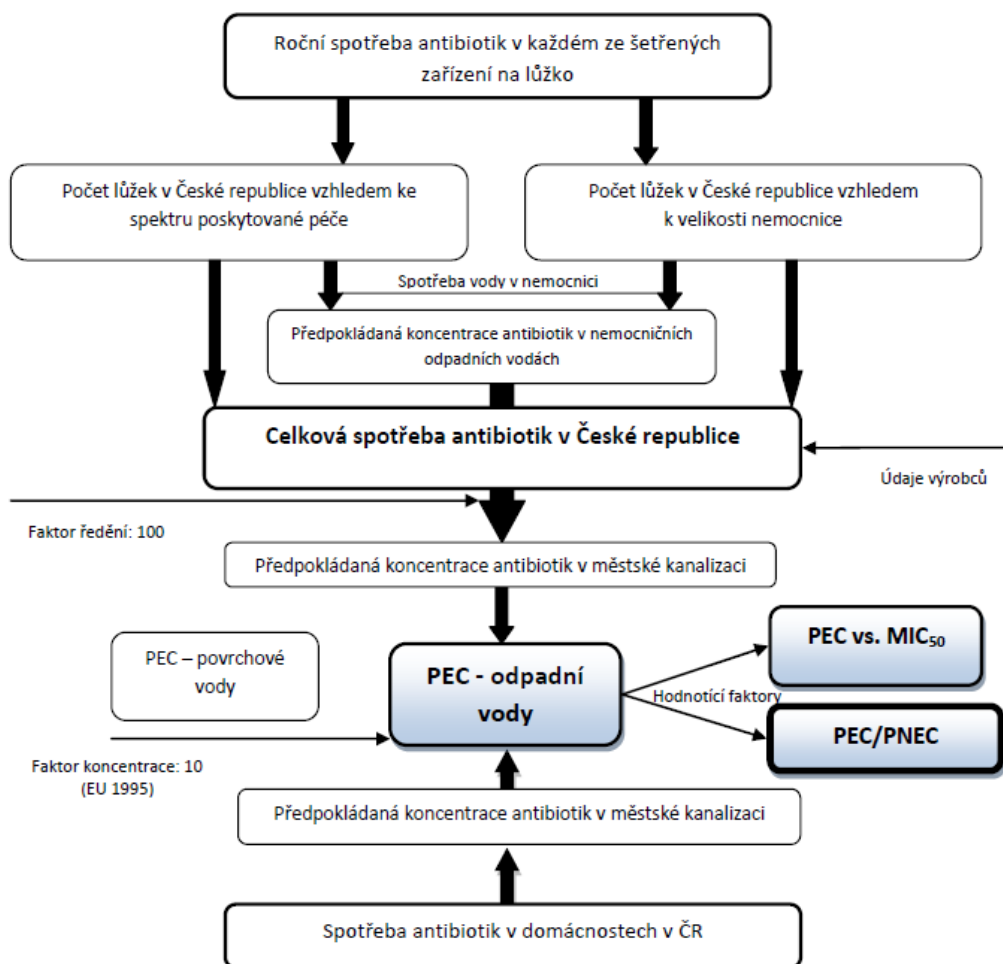 Roční spotřeba antibiotik v každém ze šetřených
zařízení na lůžko
Počet lůžek v České republice vzhledem ke
spektru poskytované péče
Počet lůžek v České republice vzhledem
k velikosti nemocnice
Spotřeba vody v nemocnici
Předpokládaná koncentrace antibiotik v nemocničních
odpadních vodách
Celková spotřeba antibiotik v České republice
Údaje výrobců
Faktor ředění: 100
Předpokládaná koncentrace antibiotik v městské kanalizaci
PEC – povrchové
vody
PEC - odpadní
vody
PEC vs. MIC₅₀
Hodnotící faktory
PEC/PNEC
Faktor koncentrace: 10
(EU 1995)
Předpokládaná koncentrace antibiotik v městské kanalizaci
Spotřeba antibiotik v domácnostech v ČR